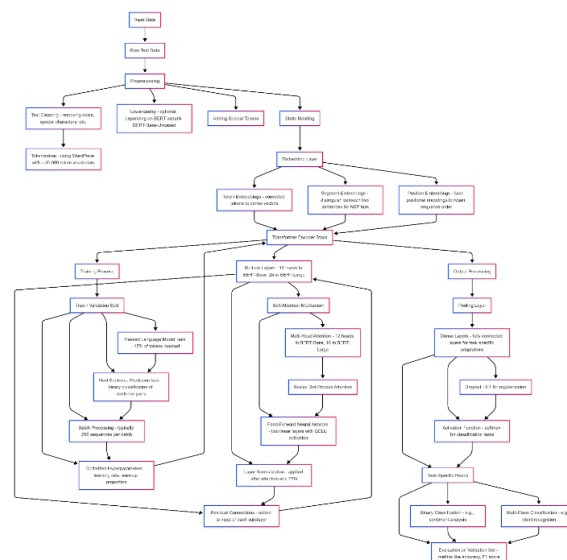 Input Data
Raw Text Data
Preprocessing
Text Cleaning - removing noise,
special characters, etc.
Lowercasing - optional,
depending on BERT variant-
BERT-Base-Uncased
Adding Special Tokens
Static Masking
Tokenization - using WordPiece
with ~30,000 token vocabulary
Embedding Layer
Token Embeddings - converted
tokens to dense vectors
Segment Embeddings -
distinguish between two
sentences for NSP task
Position Embeddings - fixed
positional encodings to retain
sequence order
Transformer Encoder Stack
Training Process
Multiple Layers - 12 layers in
BERT-Base, 24 in BERT-Large
Output Processing
Train / Validation Split
Self-Attention Mechanism
Pooling Layer
Masked Language Model task
15% of tokens masked
Multi-Head Attention - 12 Heads
in BERT-Base, 16 in BERT-
Large
Dense Layers - fully connected
layers for task-specific
adaptations
Next Sentence Prediction task
binary classification of
sentence pairs
Scaled Dot-Product Attention
Dropout - 0.1 for regularization
Batch Processing - typically
256 sequences per batch
Feed-Forward Neural Network
- two linear layers with GELU
activation
Activation Function - softmax
for classification tasks
Optimized Hyperparameters
learning rate, warm-up
proportion
Layer Normalization - applied
after attention and FFN
Task-Specific Heads
Residual Connections - added
to input of each sublayer
Binary Classification - e.g.,
sentiment analysis
Multi-Class Classification - e.g.,
intent recognition
Evaluation on Validation Set -
metrics like accuracy, F1 score